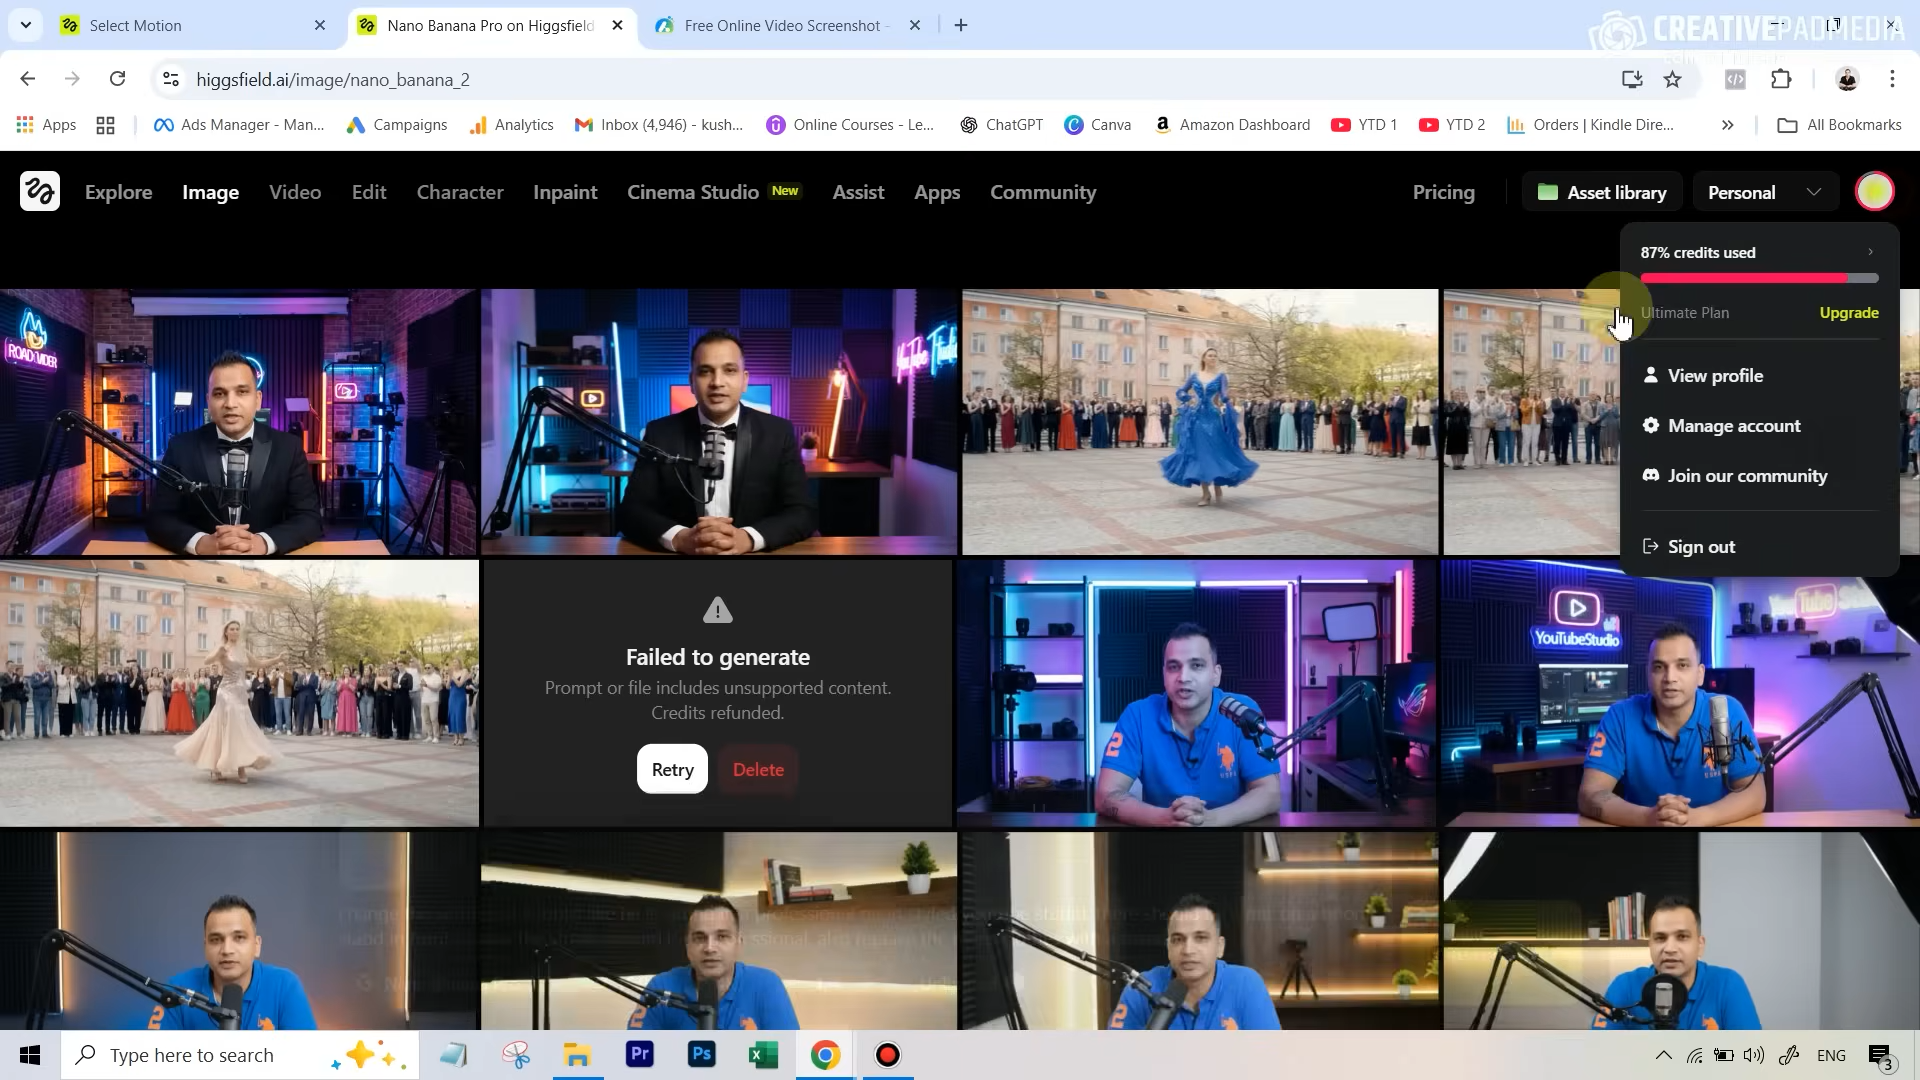 Select Motion
Nano Banana Pro on Higgsfield
Free Online Video Screenshot -
CREATIVEPADMEDIA
higgsfield.ai/image/nano_banana_2
Apps
Ads Manager - Man...
Campaigns
Analytics
Inbox (4,946) - kush...
Online Courses - Le...
ChatGPT
Canva
Amazon Dashboard
YTD 1
YTD 2
Orders | Kindle Dire...
All Bookmarks
Explore
Image
Video
Edit
Character
Inpaint
Cinema Studio New
Assist
Apps
Community
Pricing
Asset library
Personal
87% credits used
Ultimate Plan
Upgrade
View profile
Manage account
Join our community
Sign out
Failed to generate
Prompt or file includes unsupported content.
Credits refunded.
Retry
Delete
YouTubeStudio
Type here to search
Pr
Ps
ENG
3